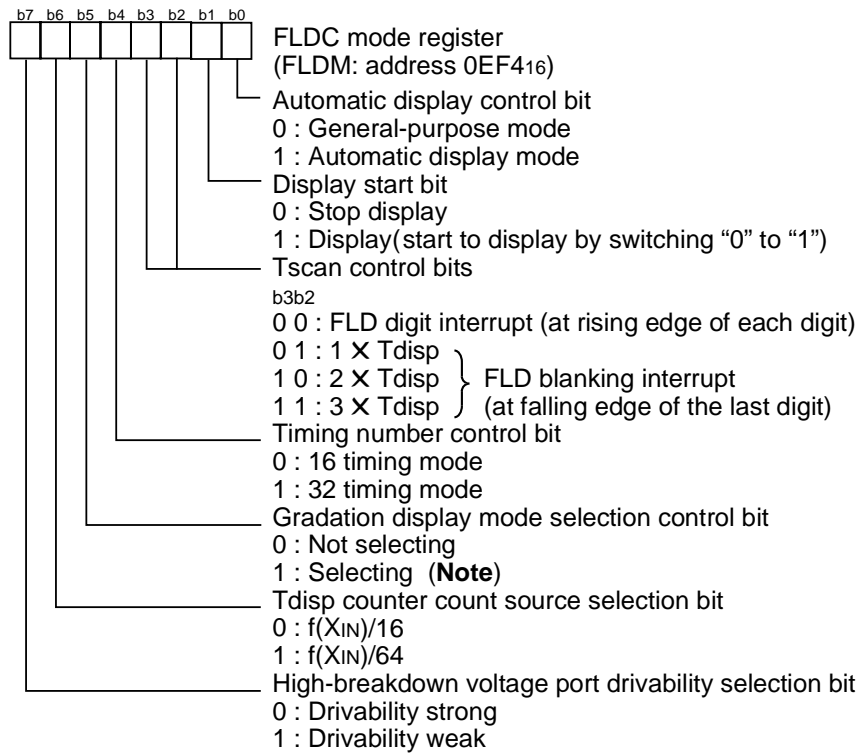 b7 b6 b5 b4 b3 b2 b1 b0
FLDC mode register
(FLDM: address 0EF416)
Automatic display control bit
0 : General-purpose mode
1 : Automatic display mode
Display start bit
0 : Stop display
1 : Display(start to display by switching “0” to “1”)
Tscan control bits
b3b2
0 0 : FLD digit interrupt (at rising edge of each digit)
0 1 : 1 ✕ Tdisp
1 0 : 2 ✕ Tdisp FLD blanking interrupt
1 1 : 3 ✕ Tdisp (at falling edge of the last digit)
Timing number control bit
0 : 16 timing mode
1 : 32 timing mode
Gradation display mode selection control bit
0 : Not selecting
1 : Selecting (Note)
Tdisp counter count source selection bit
0 : f(XIN)/16
1 : f(XIN)/64
High-breakdown voltage port drivability selection bit
0 : Drivability strong
1 : Drivability weak